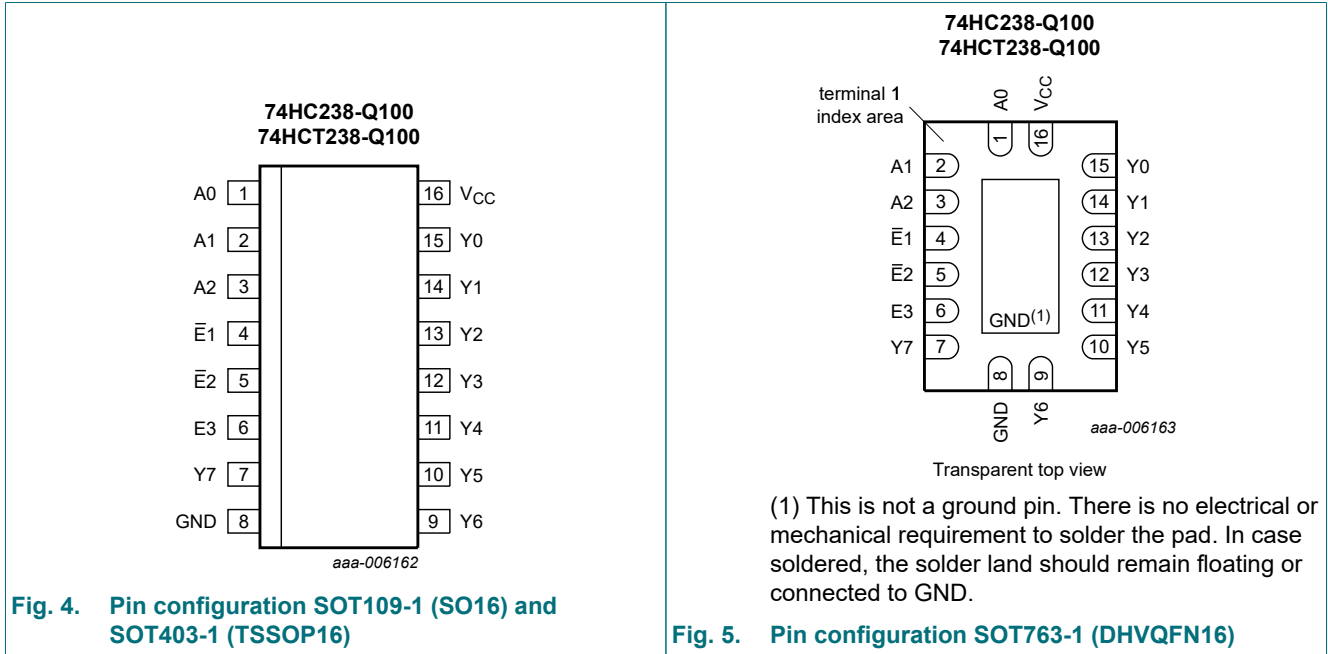 74HC238-Q100
74HCT238-Q100
A0 1
16 VCC
A1 2
15 Y0
A2 3
14 Y1
E̅1 4
13 Y2
E̅2 5
12 Y3
E3 6
11 Y4
Y7 7
10 Y5
GND 8
9 Y6
aaa-006162
Fig. 4. Pin configuration SOT109-1 (SO16) and
SOT403-1 (TSSOP16)
74HC238-Q100
74HCT238-Q100
terminal 1
index area
A0
VCC
1
16
A1 2
15 Y0
A2 3
14 Y1
E̅1 4
13 Y2
E̅2 5
12 Y3
E3 6
11 Y4
GND(1)
Y7 7
10 Y5
8
9
GND
Y6
aaa-006163
Transparent top view
(1) This is not a ground pin. There is no electrical or
mechanical requirement to solder the pad. In case
soldered, the solder land should remain floating or
connected to GND.
Fig. 5. Pin configuration SOT763-1 (DHVQFN16)